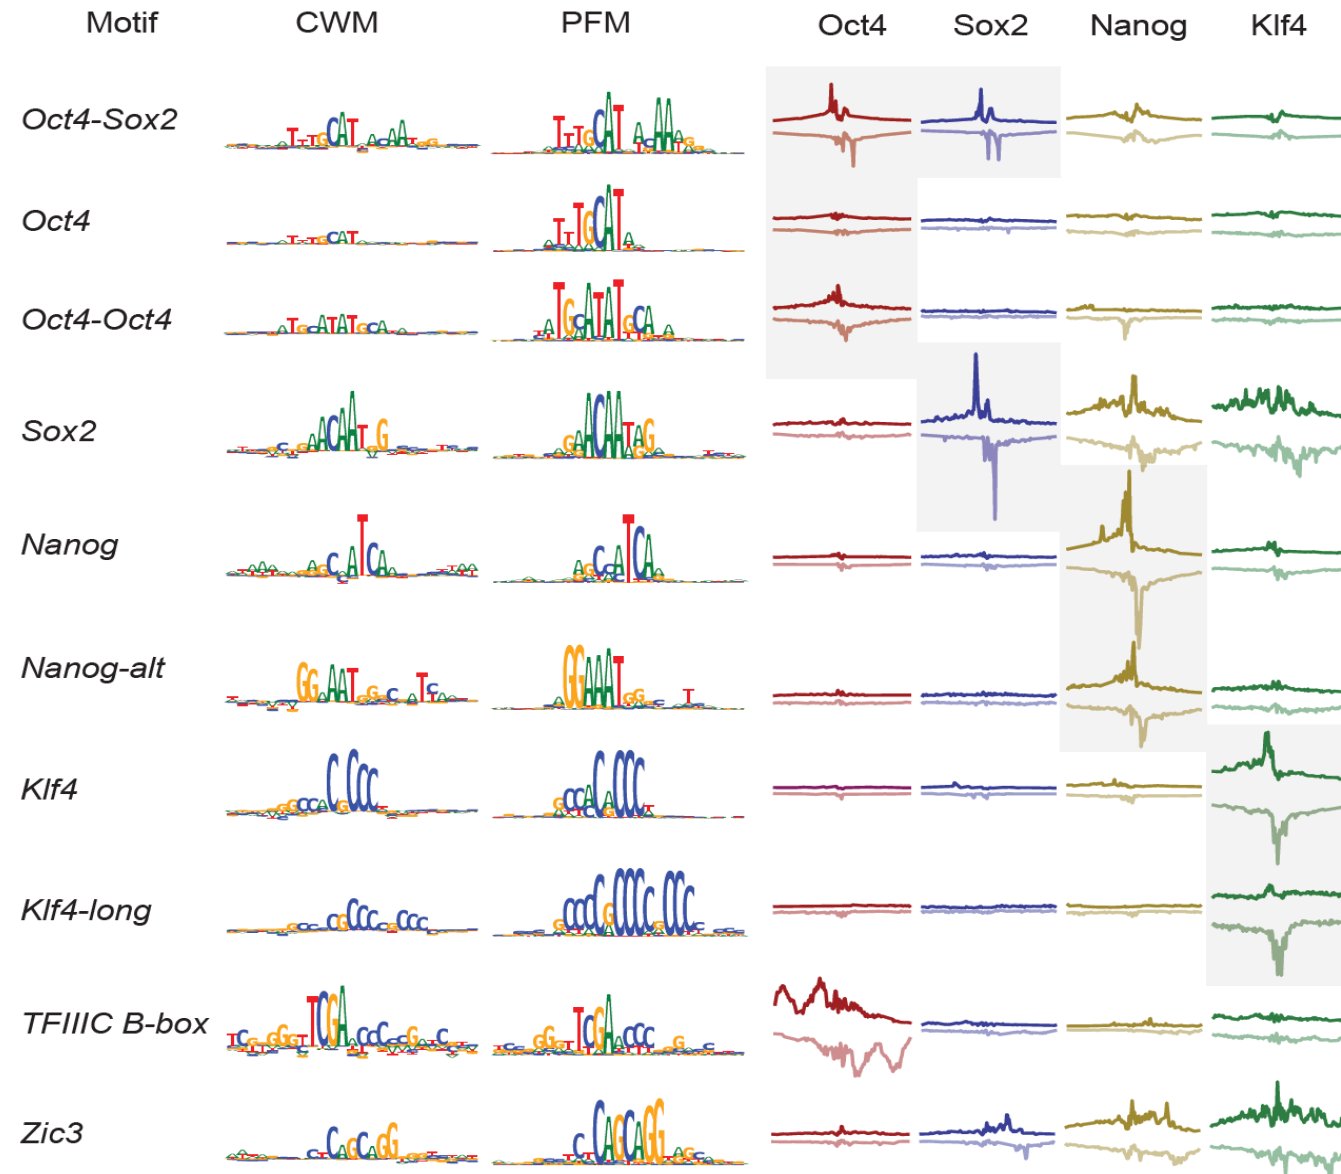 Motif CWM PFM Oct4 Sox2 Nanog Klf4
Oct4-Sox2
Oct4
Oct4-Oct4
Sox2
Nanog
Nanog-alt
Klf4
Klf4-long
TFIIIC B-box
Zic3